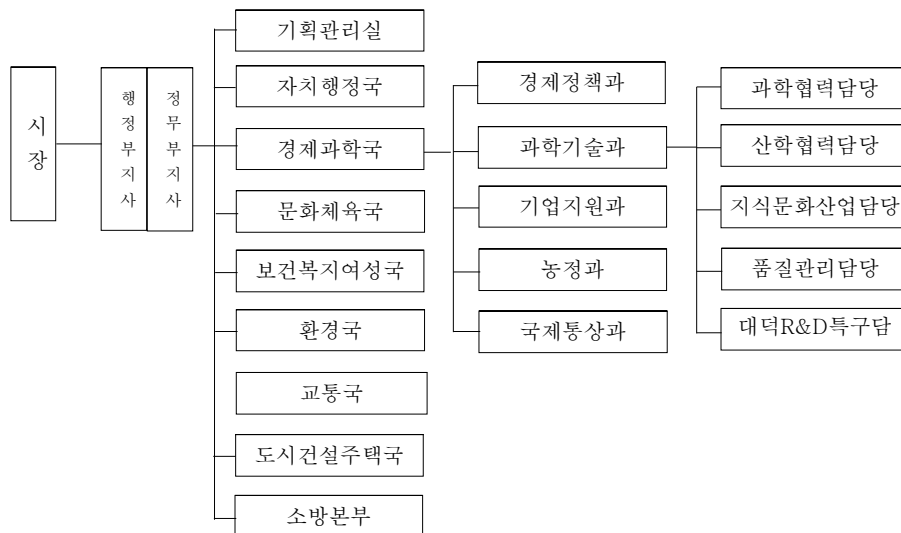 시장
행정부지사
정무부지사
기획관리실
자치행정국
경제과학국
문화체육국
보건복지여성국
환경국
교통국
도시건설주택국
소방본부
경제정책과
과학기술과
기업지원과
농정과
국제통상과
과학협력담당
산학협력담당
지식문화산업담당
품질관리담당
대덕R&D특구담